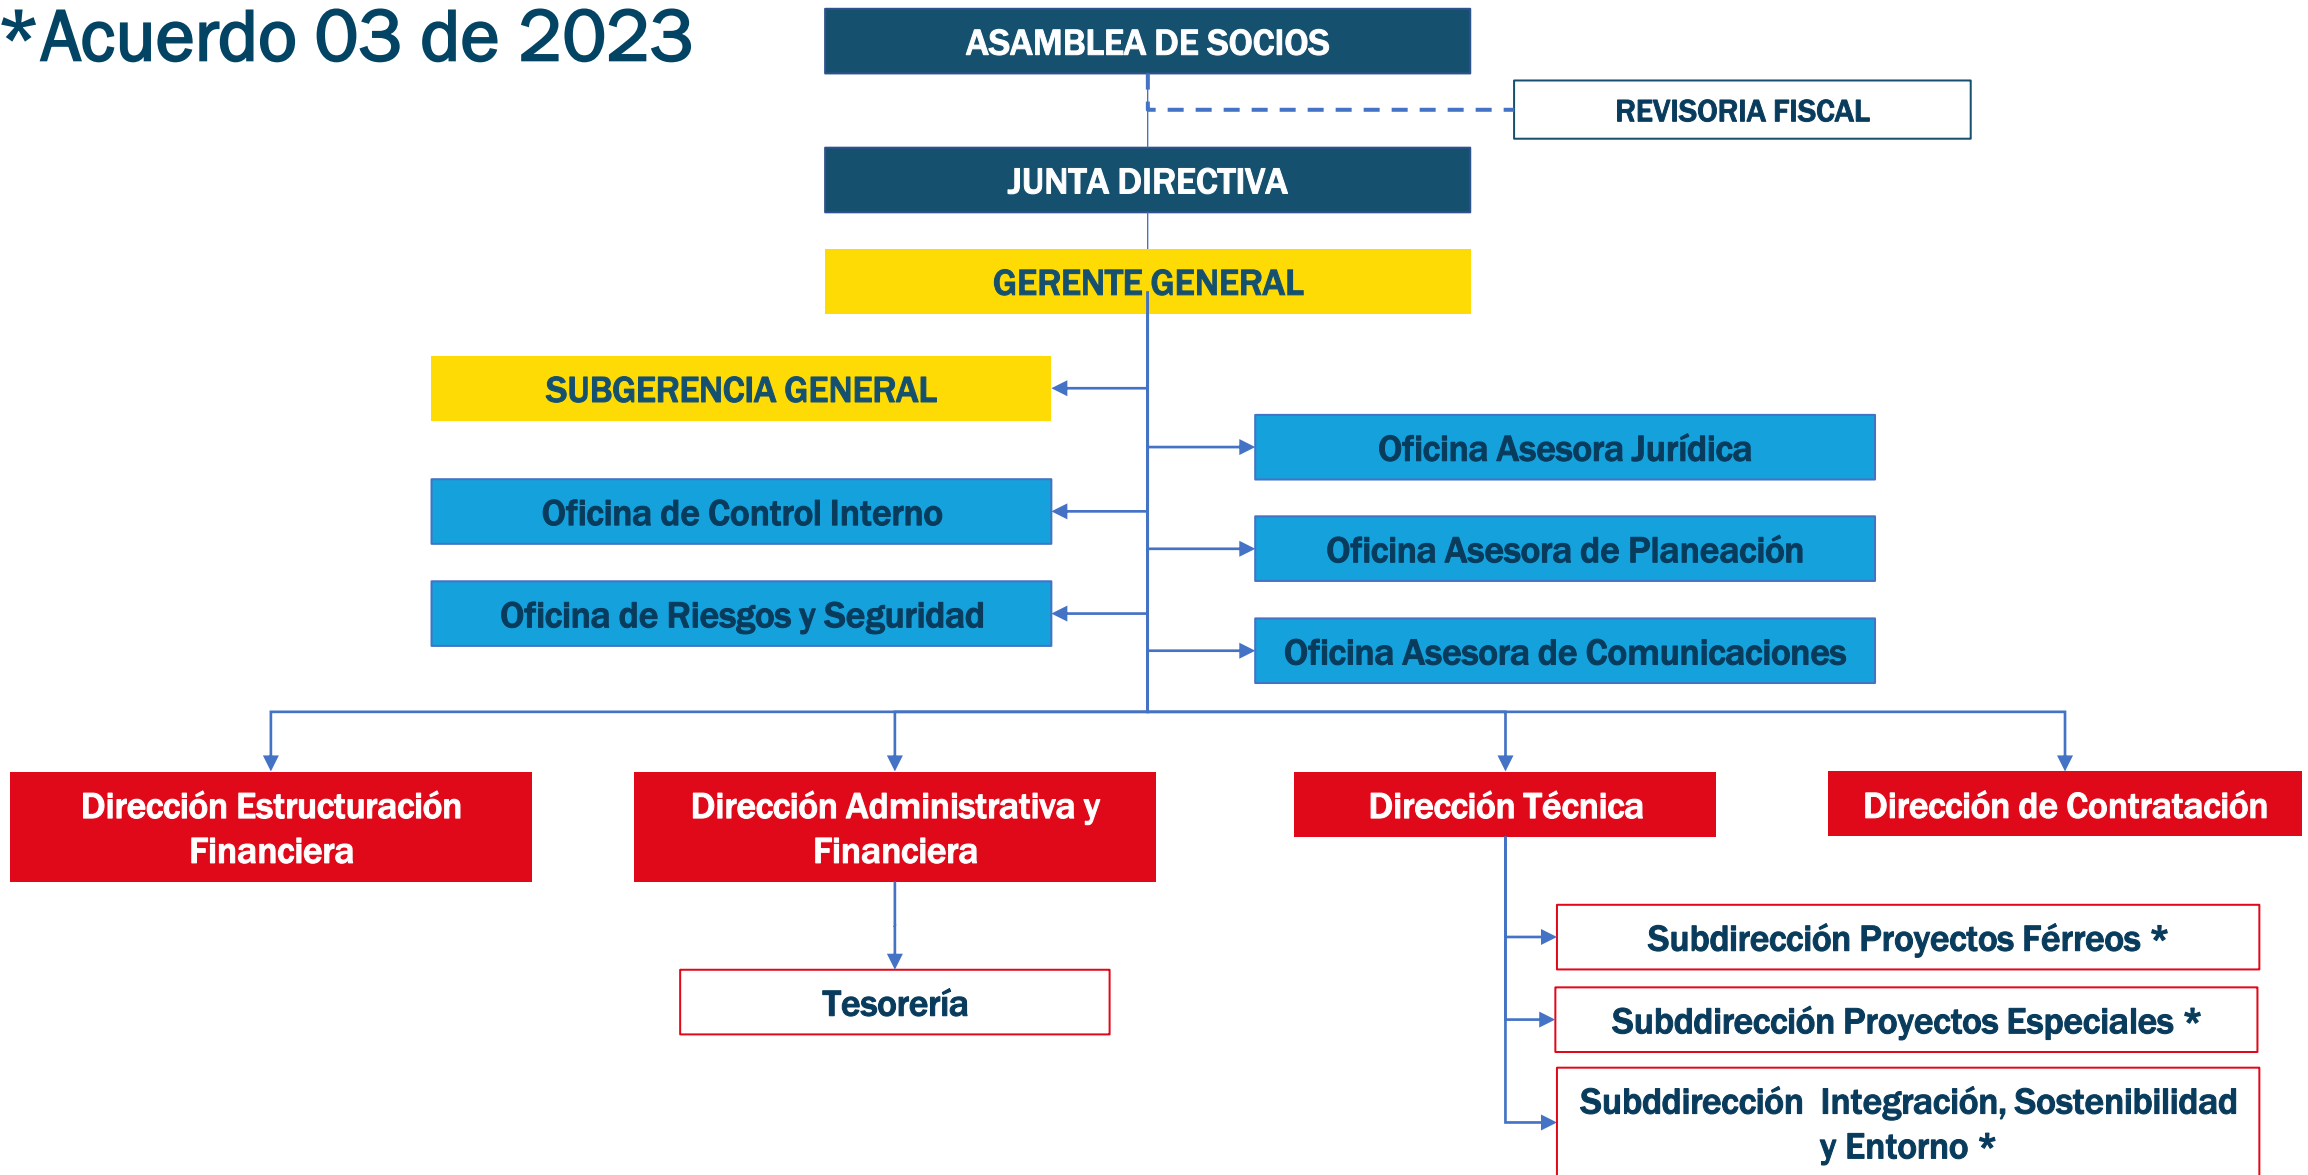 *Acuerdo 03 de 2023
ASAMBLEA DE SOCIOS
REVISORIA FISCAL
JUNTA DIRECTIVA
GERENTE GENERAL
SUBGERENCIA GENERAL
Oficina Asesora Jurídica
Oficina de Control Interno
Oficina Asesora de Planeación
Oficina de Riesgos y Seguridad
Oficina Asesora de Comunicaciones
Dirección Estructuración
Financiera
Dirección Administrativa y
Financiera
Dirección Técnica
Dirección de Contratación
Subdirección Proyectos Férreos *
Tesorería
Subddirección Proyectos Especiales *
Subddirección  Integración, Sostenibilidad
y Entorno *